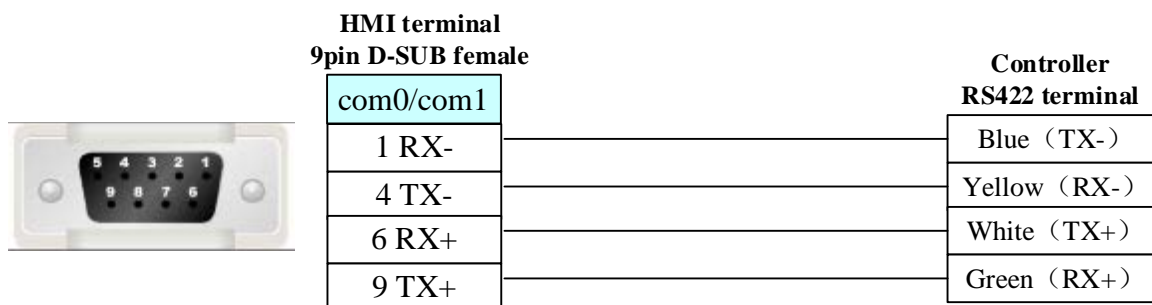 HMI terminal
9pin D-SUB female
com0/com1
1 RX-
4 TX-
6 RX+
9 TX+
Controller
RS422 terminal
Blue（TX-）
Yellow（RX-）
White（TX+）
Green（RX+）
5 4 3 2 1
9 8 7 6